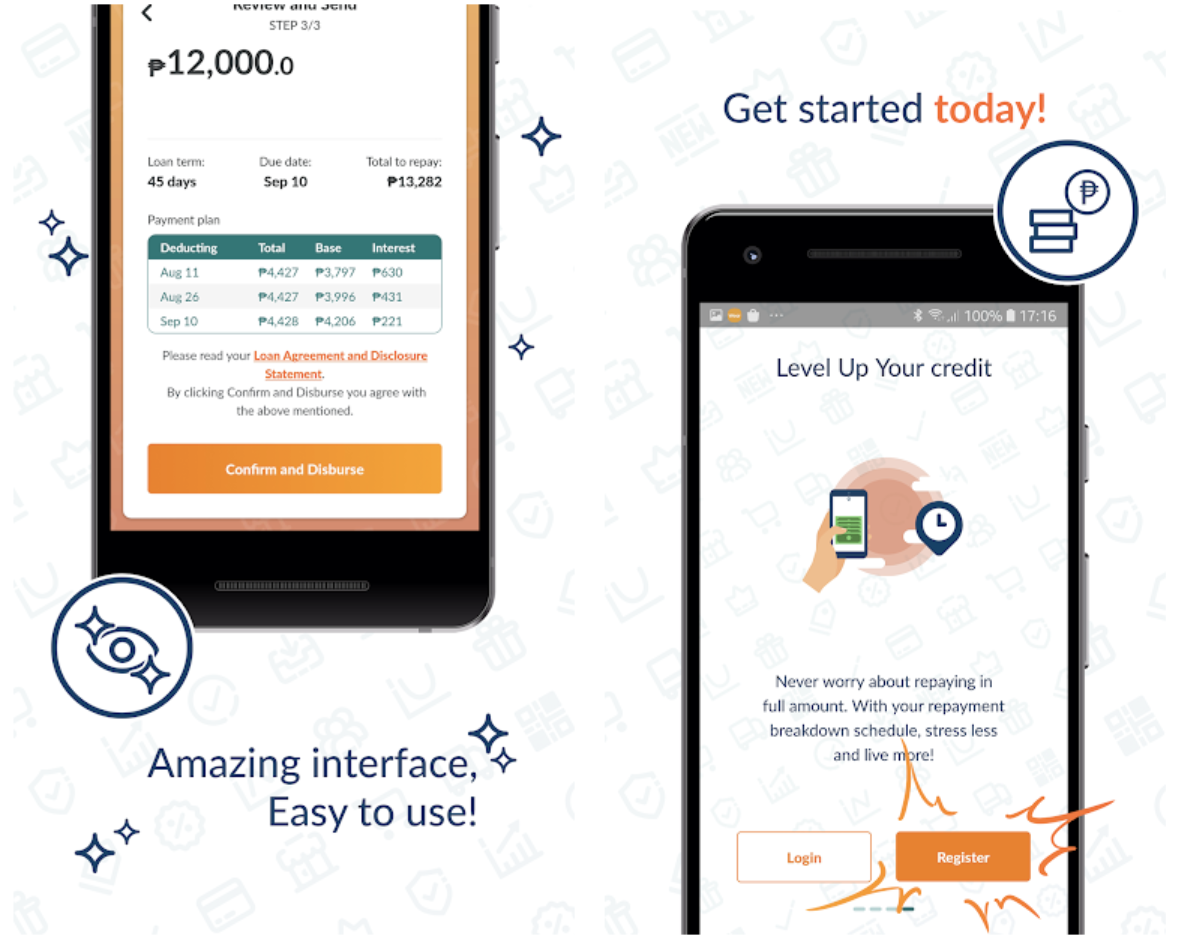 Review and Send
STEP 3/3
₱12,000.0
Loan term: Due date: Total to repay:
45 days Sep 10 ₱13,282
Payment plan
Deducting Total Base Interest
Aug 11 ₱4,427 ₱3,797 ₱630
Aug 26 ₱4,427 ₱3,996 ₱431
Sep 10 ₱4,428 ₱4,206 ₱221
Please read your Loan Agreement and Disclosure
Statement.
By clicking Confirm and Disburse you agree with
the above mentioned.
Confirm and Disburse
Amazing interface,
Easy to use!
Get started today!
₱
100% 17:16
Level Up Your credit
Never worry about repaying in
full amount. With your repayment
breakdown schedule, stress less
and live more!
Login Register
NEW
NEW